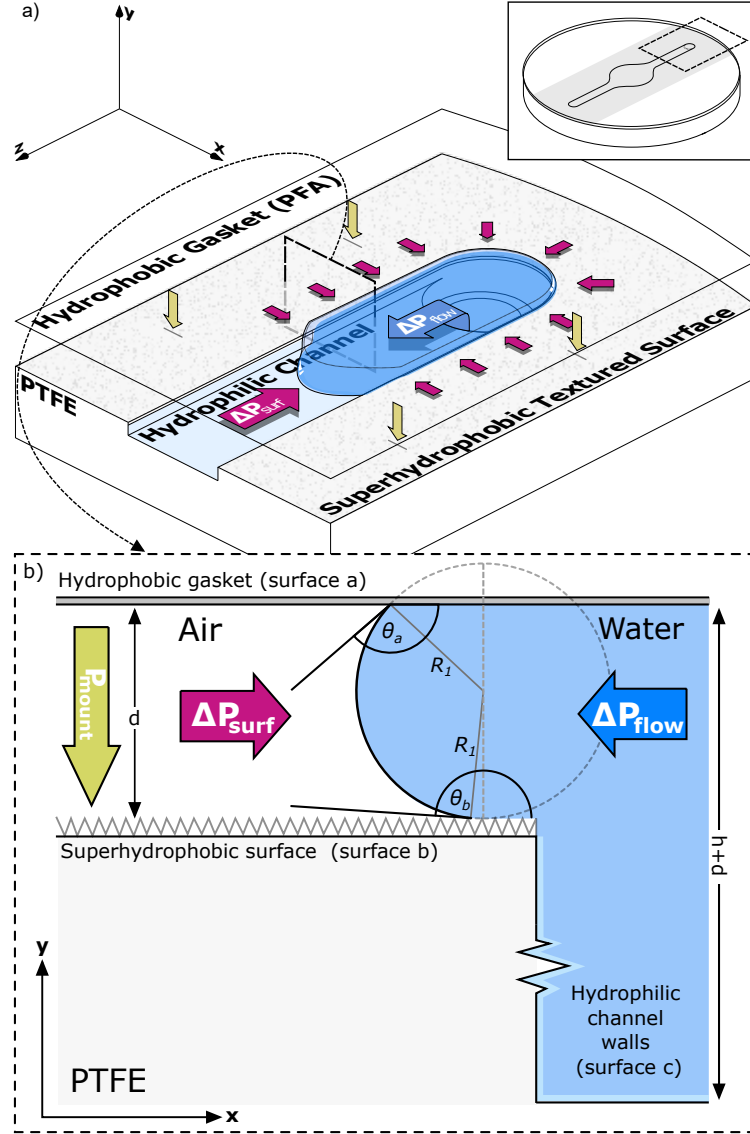 a)
y
z
x
Hydrophobic Gasket (PFA)
PTFE
Hydrophilic Channel
ΔPflow
ΔPsurf
Superhydrophobic Textured Surface
b)
Hydrophobic gasket (surface a)
Air
Water
θa
R1
Pmount
d
ΔPsurf
ΔPflow
R1
θb
h+d
Superhydrophobic surface (surface b)
y
Hydrophilic
channel
walls
(surface c)
PTFE
x